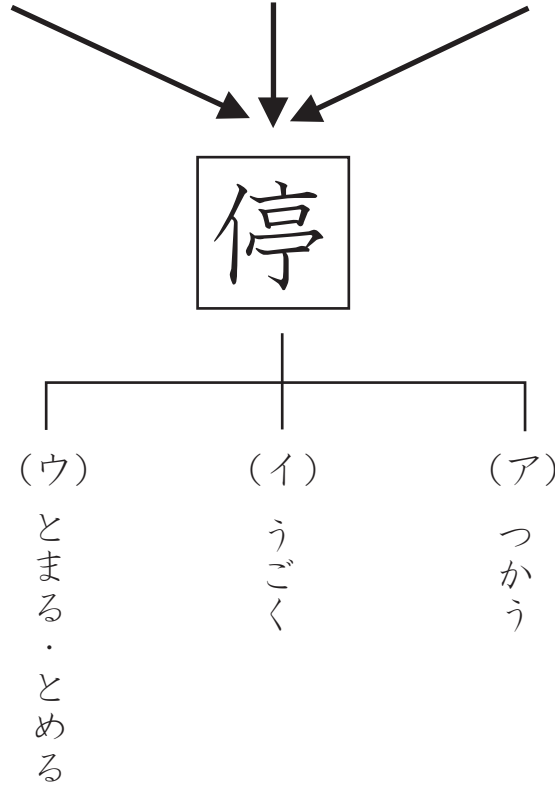 停
（ア） つかう
（イ） うごく
（ウ） とまる・とめる